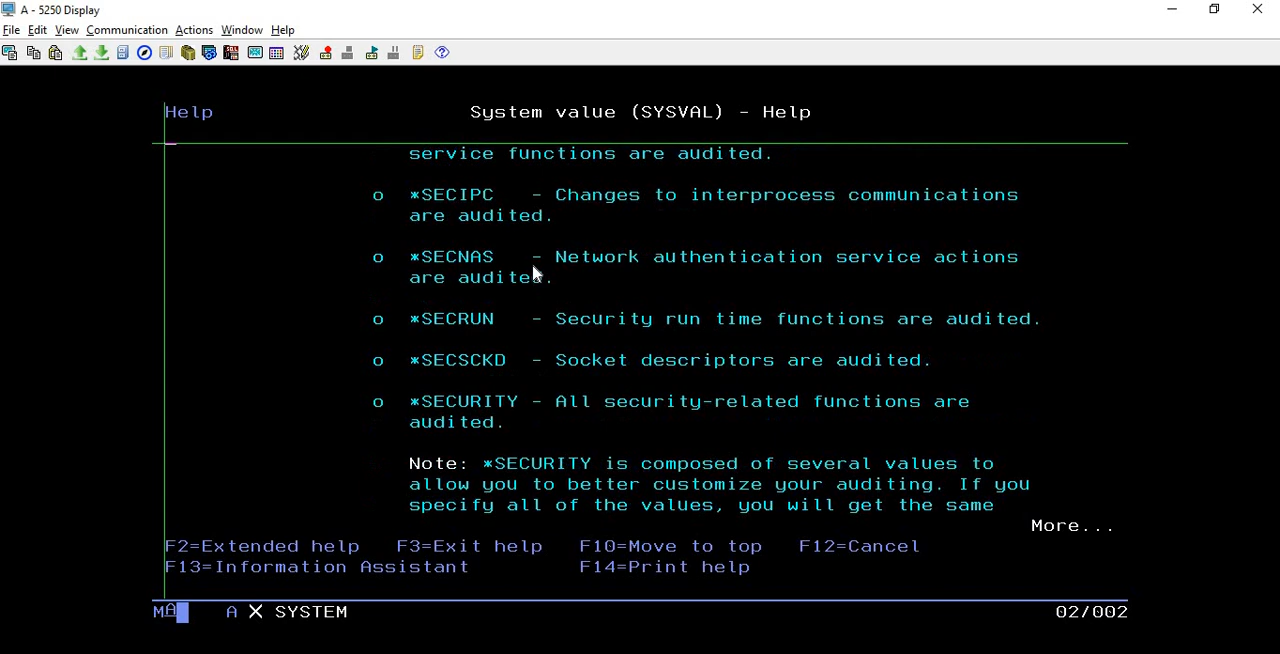 A - 5250 Display
File Edit View Communication Actions Window Help
Help System value (SYSVAL) - Help
service functions are audited.
o *SECIPC - Changes to interprocess communications
are audited.
o *SECNAS - Network authentication service actions
are audited.
o *SECRUN - Security run time functions are audited.
o *SECSCKD - Socket descriptors are audited.
o *SECURITY - All security-related functions are
audited.
Note: *SECURITY is composed of several values to
allow you to better customize your auditing. If you
specify all of the values, you will get the same
More...
F2=Extended help F3=Exit help F10=Move to top F12=Cancel
F13=Information Assistant F14=Print help
MA A X SYSTEM 02/002